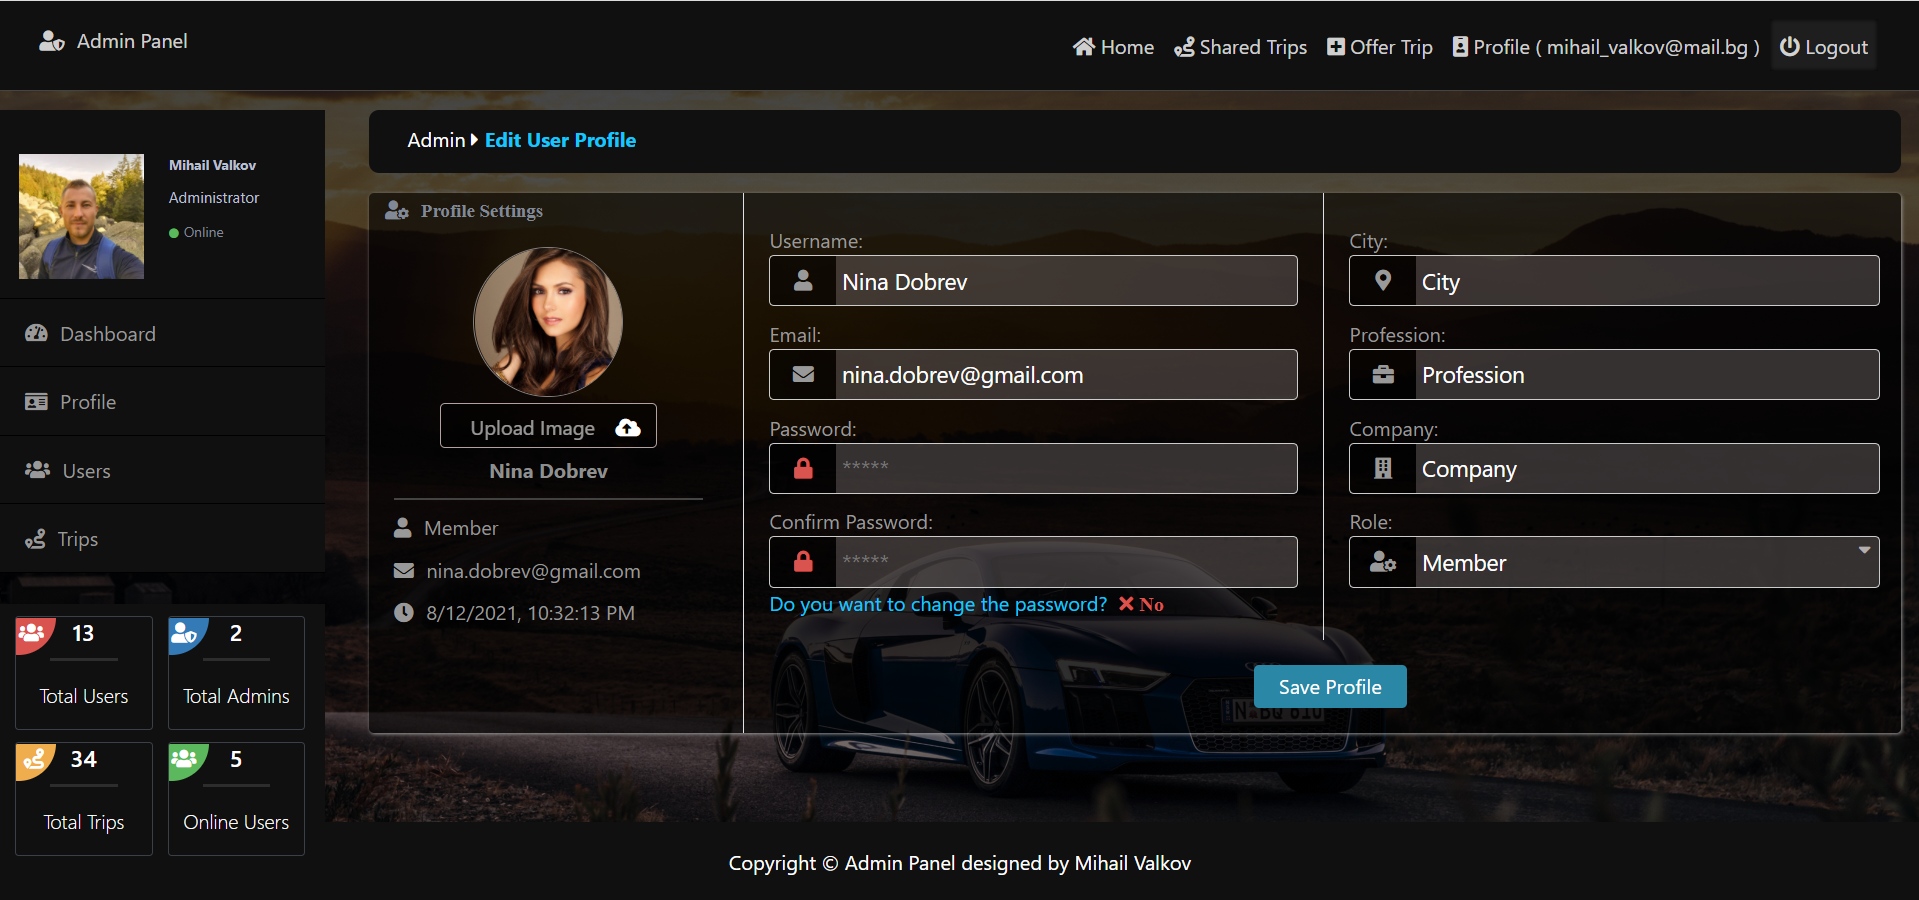 Admin Panel
Home
Shared Trips
Offer Trip
Profile ( mihail_valkov@mail.bg )
Logout
Mihail Valkov
Administrator
Online
Dashboard
Profile
Users
Trips
13
Total Users
2
Total Admins
34
Total Trips
5
Online Users
Admin Edit User Profile
Profile Settings
Upload Image
Nina Dobrev
Member
nina.dobrev@gmail.com
8/12/2021, 10:32:13 PM
Username:
Nina Dobrev
Email:
nina.dobrev@gmail.com
Password:
*****
Confirm Password:
*****
Do you want to change the password? No
City:
City
Profession:
Profession
Company:
Company
Role:
Member
Save Profile
Copyright © Admin Panel designed by Mihail Valkov